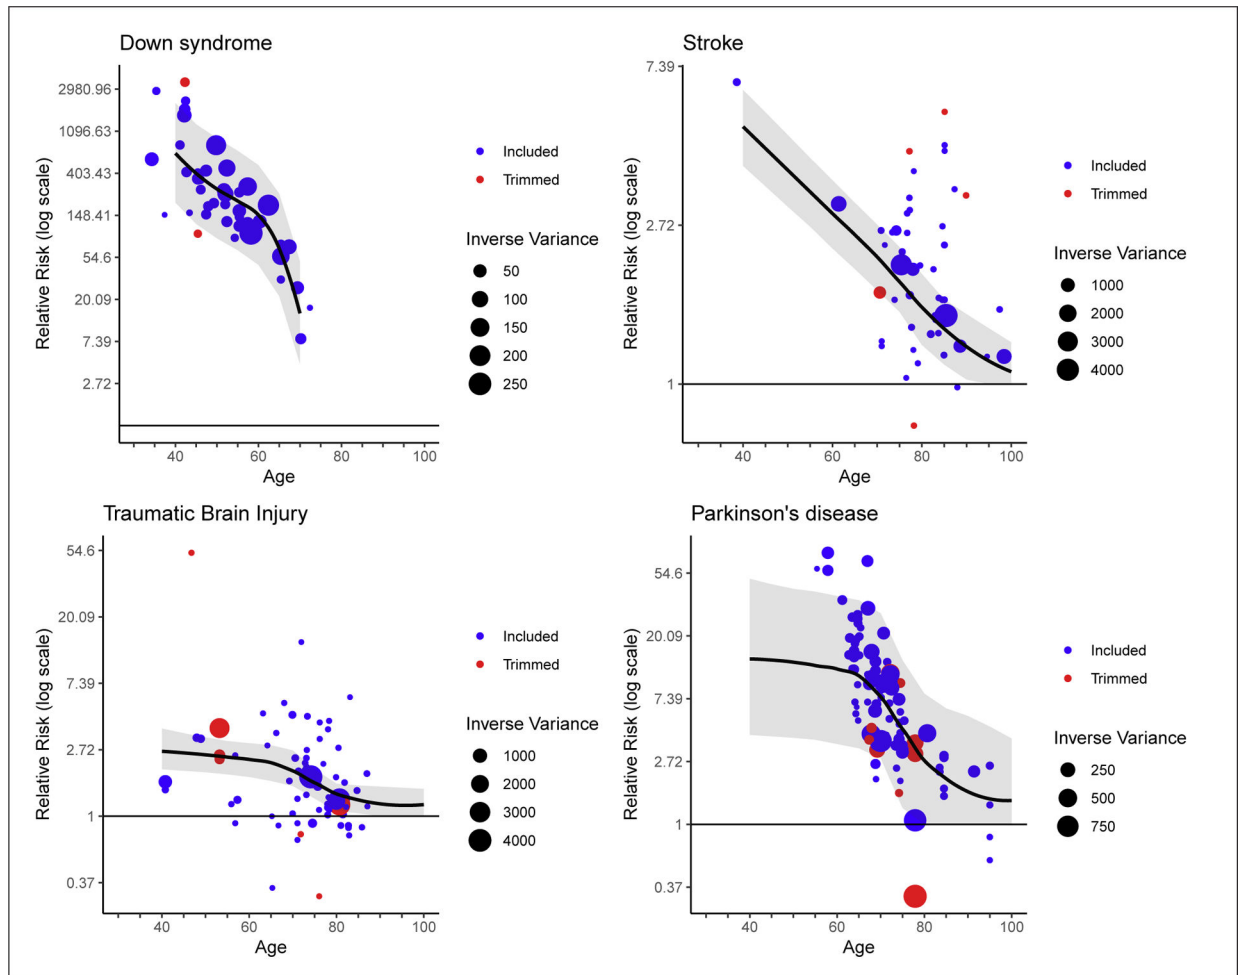 Down syndrome
2980.96
1096.63
403.43
148.41
54.6
20.09
7.39
2.72
Relative Risk (log scale)
40
60
80
100
Age
Included
Trimmed
Inverse Variance
50
100
150
200
250
Stroke
7.39
2.72
1
Relative Risk (log scale)
40
60
80
100
Age
Included
Trimmed
Inverse Variance
1000
2000
3000
4000
Traumatic Brain Injury
54.6
20.09
7.39
2.72
1
0.37
Relative Risk (log scale)
40
60
80
100
Age
Included
Trimmed
Inverse Variance
1000
2000
3000
4000
Parkinson's disease
54.6
20.09
7.39
2.72
1
0.37
Relative Risk (log scale)
40
60
80
100
Age
Included
Trimmed
Inverse Variance
250
500
750